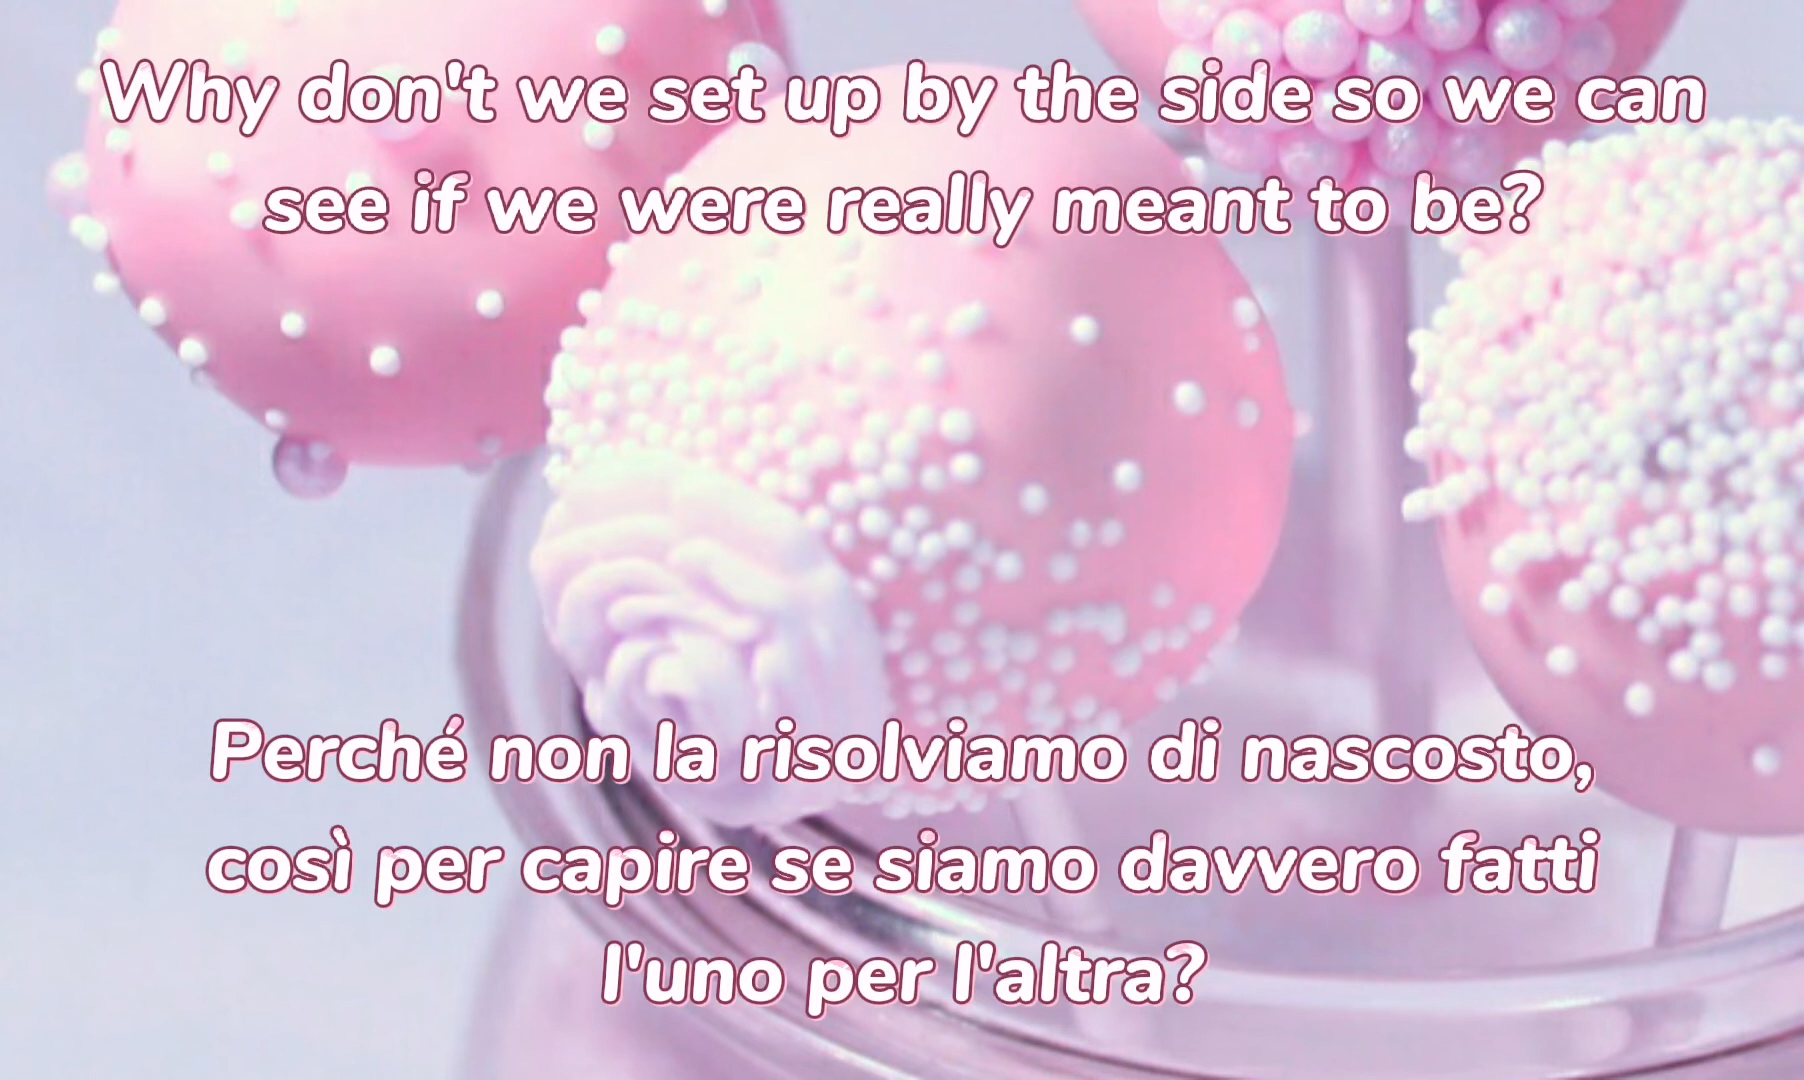 Why don't we set up by the side so we can
see if we were really meant to be?
Perché non la risolviamo di nascosto,
così per capire se siamo davvero fatti
l'uno per l'altra?